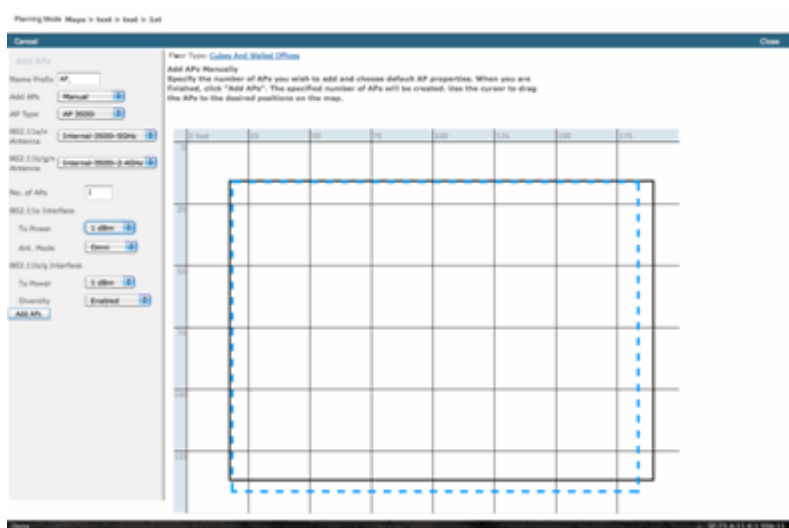 Planning Mode Maps > test > test > 1st
Cancel
Close
Add APs
Name Prefix AP_
Add APs Manual
AP Type AP 3500i
802.11a/n Antenna Internal-3500i-5GHz
802.11b/g/n Antenna Internal-3500i-2.4GHz
No. of APs 1
802.11a Interface
Tx Power 1 dBm
Ant. Mode Omni
802.11b/g Interface
Tx Power 1 dBm
Diversity Enabled
Add APs
Floor Type: Cubes And Walled Offices
Add APs Manually
Specify the number of APs you wish to add and choose default AP properties. When you are
finished, click "Add APs". The specified number of APs will be created. Use the cursor to drag
the APs to the desired positions on the map.
0 feet 25 50 75 100 125 150 175
0
25
50
75
100
125
Done